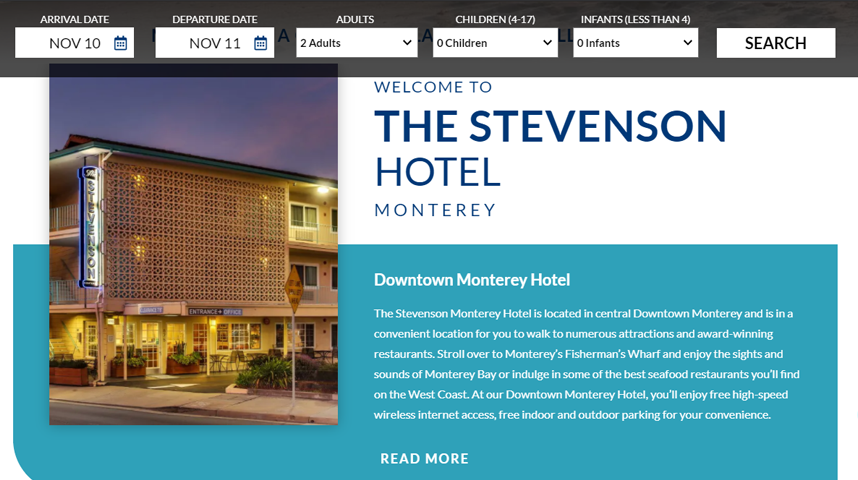 ARRIVAL DATE
DEPARTURE DATE
ADULTS
CHILDREN (4-17)
INFANTS (LESS THAN 4)
NOV 10
NOV 11
2 Adults
0 Children
0 Infants
SEARCH
WELCOME TO
THE STEVENSON
HOTEL
MONTEREY
The STEVENSON
ENTRANCE + OFFICE
Downtown Monterey Hotel
The Stevenson Monterey Hotel is located in central Downtown Monterey and is in a
convenient location for you to walk to numerous attractions and award-winning
restaurants. Stroll over to Monterey's Fisherman's Wharf and enjoy the sights and
sounds of Monterey Bay or indulge in some of the best seafood restaurants you'll find
on the West Coast. At our Downtown Monterey Hotel, you'll enjoy free high-speed
wireless internet access, free indoor and outdoor parking for your convenience.
READ MORE